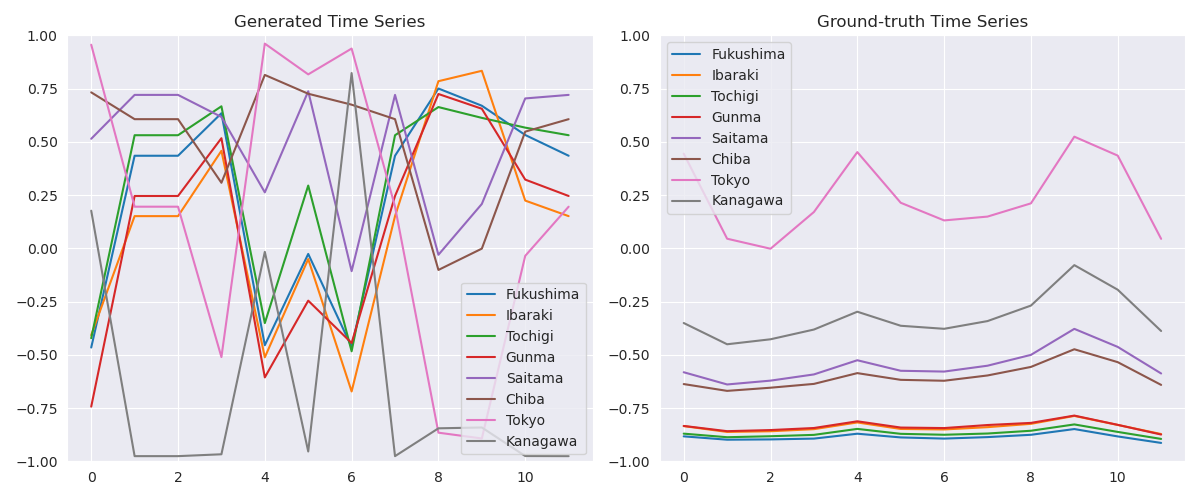 Generated Time Series
1.00
0.75
0.50
0.25
0.00
−0.25
−0.50
−0.75
−1.00
0 2 4 6 8 10
Fukushima
Ibaraki
Tochigi
Gunma
Saitama
Chiba
Tokyo
Kanagawa
Ground-truth Time Series
1.00
0.75
0.50
0.25
0.00
−0.25
−0.50
−0.75
−1.00
0 2 4 6 8 10
Fukushima
Ibaraki
Tochigi
Gunma
Saitama
Chiba
Tokyo
Kanagawa